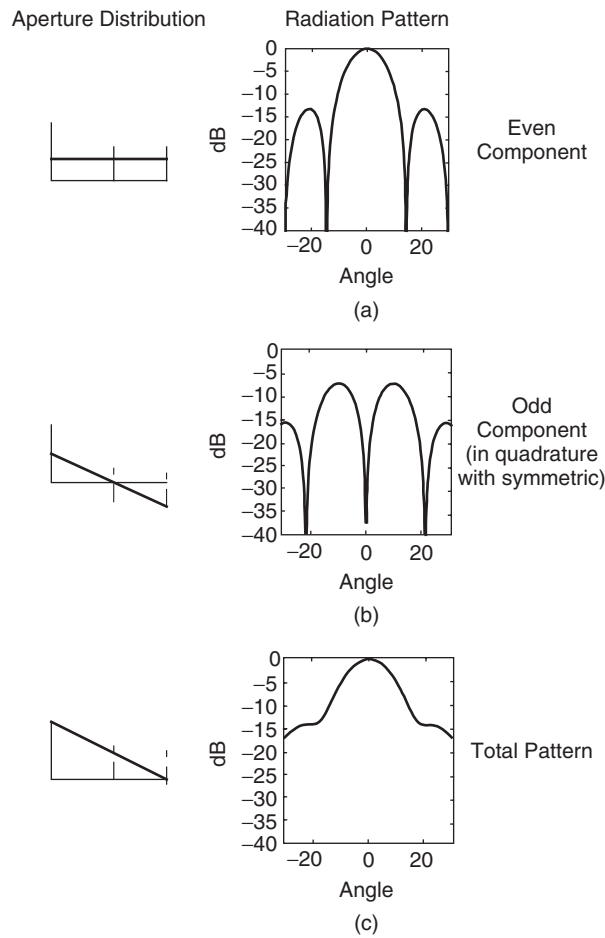 Aperture Distribution Radiation Pattern
0
−5
−10
−15
−20
−25
−30
−35
−40
dB
−20 0 20
Angle
(a)
Even
Component
0
−5
−10
−15
−20
−25
−30
−35
−40
dB
−20 0 20
Angle
(b)
Odd
Component
(in quadrature
with symmetric)
0
−5
−10
−15
−20
−25
−30
−35
−40
dB
−20 0 20
Angle
(c)
Total Pattern